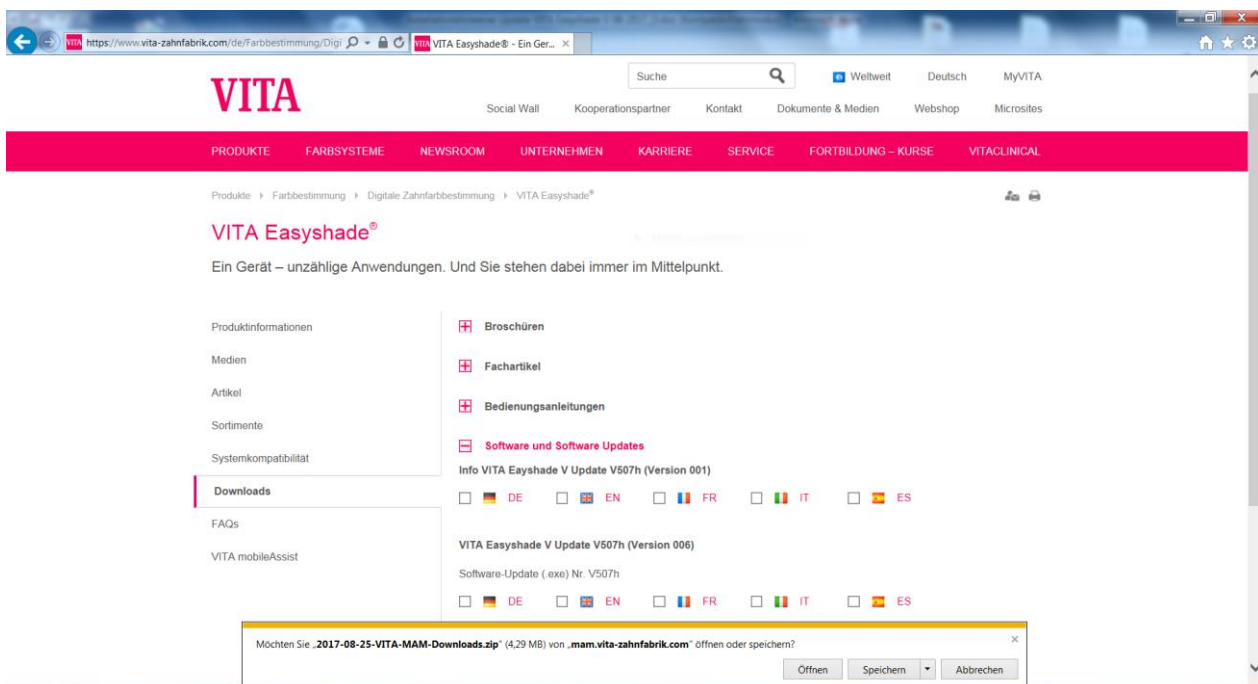 VITA https://www.vita-zahnfabrik.com/de/Farbbestimmung/Digi VITA VITA Easyshade® - Ein Ger...
VITA
Suche Weltweit Deutsch MyVITA
Social Wall Kooperationspartner Kontakt Dokumente & Medien Webshop Microsites
PRODUKTE FARBSYSTEME NEWSROOM UNTERNEHMEN KARRIERE SERVICE FORTBILDUNG – KURSE VITACLINICAL
Produkte Farbbestimmung Digitale Zahnfarbbestimmung VITA Easyshade®
VITA Easyshade®
Ein Gerät – unzählige Anwendungen. Und Sie stehen dabei immer im Mittelpunkt.
Produktinformationen
Medien
Artikel
Sortimente
Systemkompatibilität
Downloads
FAQs
VITA mobileAssist
Broschüren
Fachartikel
Bedienungsanleitungen
Software und Software Updates
Info VITA Eayshade V Update V507h (Version 001)
DE EN FR IT ES
VITA Easyshade V Update V507h (Version 006)
Software-Update (.exe) Nr. V507h
DE EN FR IT ES
Möchten Sie „2017-08-25-VITA-MAM-Downloads.zip“ (4,29 MB) von „mam.vita-zahnfabrik.com“ öffnen oder speichern?
Öffnen Speichern Abbrechen